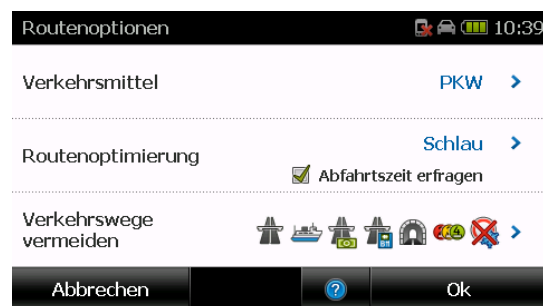 Routenoptionen 10:39
Verkehrsmittel PKW
Routenoptimierung Schlau
Abfahrtszeit erfragen
Verkehrswege
vermeiden
Abbrechen ? Ok